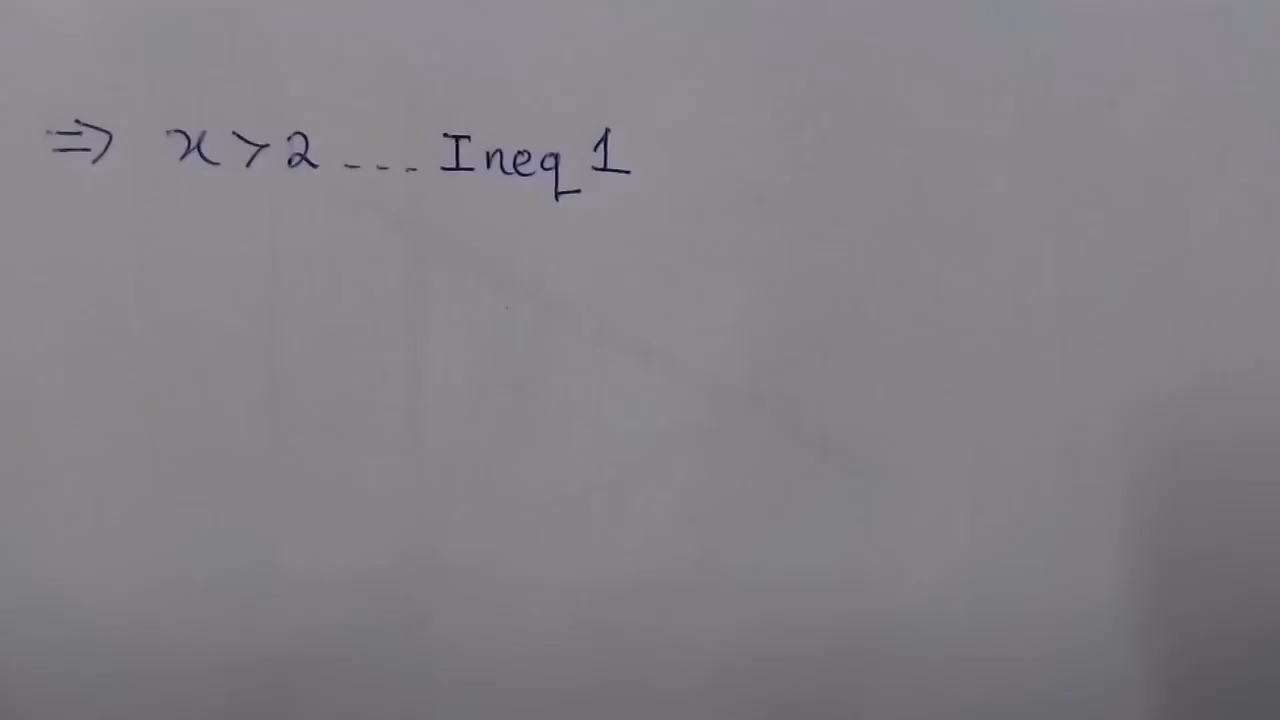 ⇒ x > 2 --- Ineq 1